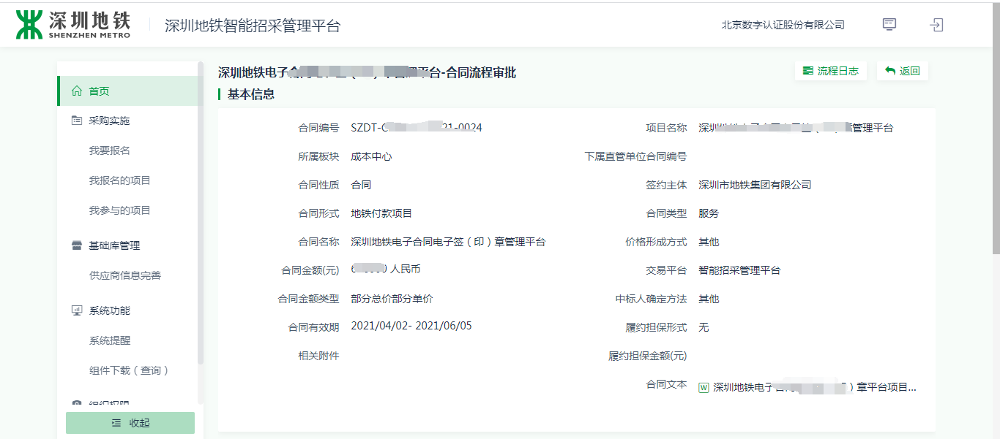 深圳地铁
SHENZHEN METRO
深圳地铁智能招采管理平台
北京数字认证股份有限公司
首页
采购实施
我要报名
我报名的项目
我参与的项目
基础库管理
供应商信息完善
系统功能
系统提醒
组件下载（查询）
组织权限
收起
深圳地铁电子 平台-合同流程审批
流程日志
返回
基本信息
合同编号 SZDT- 21-0024
项目名称 深圳 管理平台
所属板块 成本中心
下属直管单位合同编号
合同性质 合同
签约主体 深圳市地铁集团有限公司
合同形式 地铁付款项目
合同类型 服务
合同名称 深圳地铁电子合同电子签（印）章管理平台
价格形成方式 其他
合同金额(元) 人民币
交易平台 智能招采管理平台
合同金额类型 部分总价部分单价
中标人确定方法 其他
合同有效期 2021/04/02- 2021/06/05
履约担保形式 无
相关附件
履约担保金额(元)
合同文本 W 深圳地铁电子 ）章平台项目...